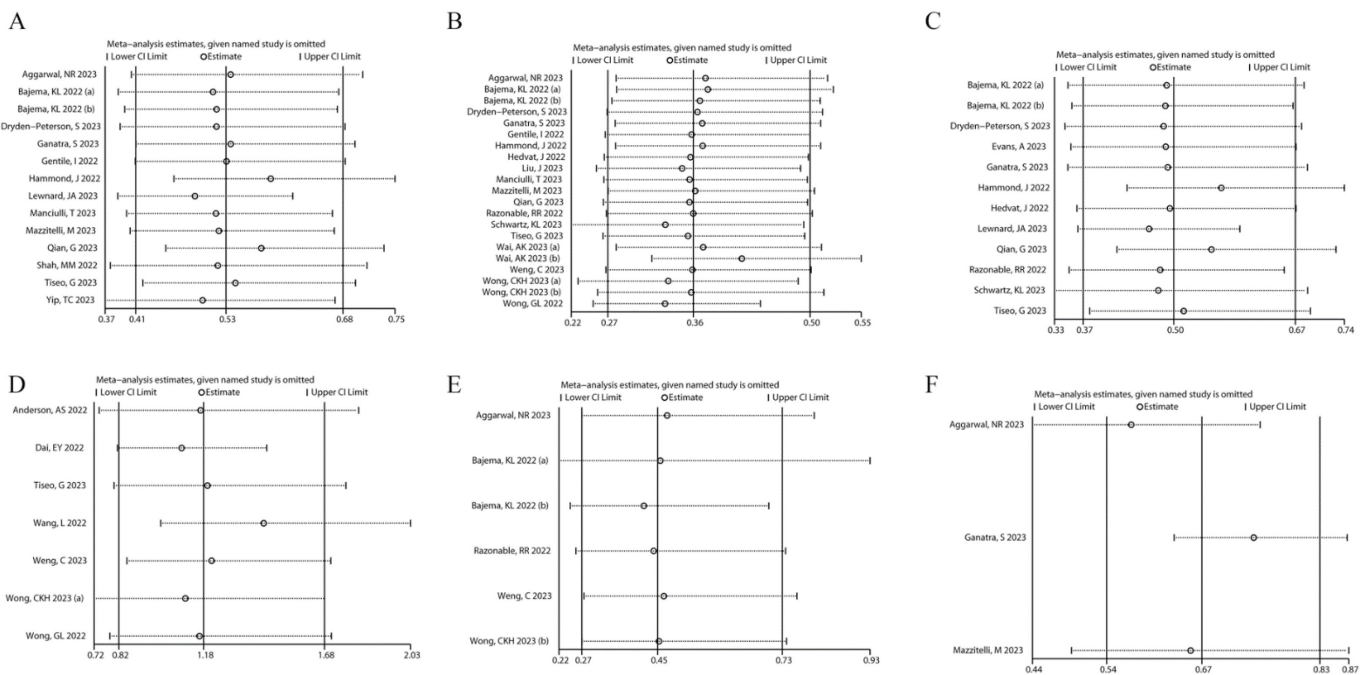 A
Meta−analysis estimates, given named study is omitted
Lower CI Limit Estimate Upper CI Limit
Aggarwal, NR 2023
Bajema, KL 2022 (a)
Bajema, KL 2022 (b)
Dryden−Peterson, S 2023
Ganatra, S 2023
Gentile, I 2022
Hammond, J 2022
Lewnard, JA 2023
Manciulli, T 2023
Mazzitelli, M 2023
Qian, G 2023
Shah, MM 2022
Tiseo, G 2023
Yip, TC 2023
0.37 0.41 0.53 0.68 0.75
B
Meta−analysis estimates, given named study is omitted
Lower CI Limit Estimate Upper CI Limit
Aggarwal, NR 2023
Bajema, KL 2022 (a)
Bajema, KL 2022 (b)
Dryden−Peterson, S 2023
Ganatra, S 2023
Gentile, I 2022
Hammond, J 2022
Hedvat, J 2022
Liu, J 2023
Manciulli, T 2023
Mazzitelli, M 2023
Qian, G 2023
Razonable, RR 2022
Schwartz, KL 2023
Tiseo, G 2023
Wai, AK 2023 (a)
Wai, AK 2023 (b)
Weng, C 2023
Wong, CKH 2023 (a)
Wong, CKH 2023 (b)
Wong, GL 2022
0.22 0.27 0.36 0.50 0.55
C
Meta−analysis estimates, given named study is omitted
Lower CI Limit Estimate Upper CI Limit
Bajema, KL 2022 (a)
Bajema, KL 2022 (b)
Dryden−Peterson, S 2023
Evans, A 2023
Ganatra, S 2023
Hammond, J 2022
Hedvat, J 2022
Lewnard, JA 2023
Qian, G 2023
Razonable, RR 2022
Schwartz, KL 2023
Tiseo, G 2023
0.33 0.37 0.50 0.67 0.74
D
Meta−analysis estimates, given named study is omitted
Lower CI Limit Estimate Upper CI Limit
Anderson, AS 2022
Dai, EY 2022
Tiseo, G 2023
Wang, L 2022
Weng, C 2023
Wong, CKH 2023 (a)
Wong, GL 2022
0.72 0.82 1.18 1.68 2.03
E
Meta−analysis estimates, given named study is omitted
Lower CI Limit Estimate Upper CI Limit
Aggarwal, NR 2023
Bajema, KL 2022 (a)
Bajema, KL 2022 (b)
Razonable, RR 2022
Weng, C 2023
Wong, CKH 2023 (b)
0.22 0.27 0.45 0.73 0.93
F
Meta−analysis estimates, given named study is omitted
Lower CI Limit Estimate Upper CI Limit
Aggarwal, NR 2023
Ganatra, S 2023
Mazzitelli, M 2023
0.44 0.54 0.67 0.83 0.87